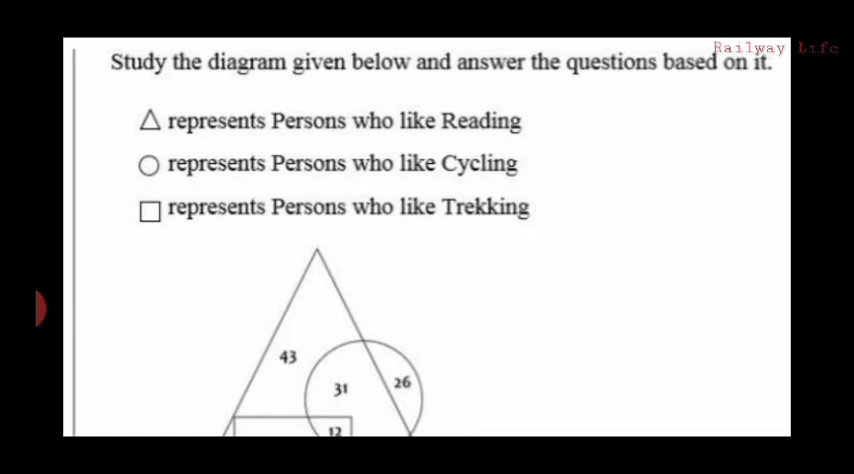 Railway Life
Study the diagram given below and answer the questions based on it.
represents Persons who like Reading
represents Persons who like Cycling
represents Persons who like Trekking
43
31
26
12